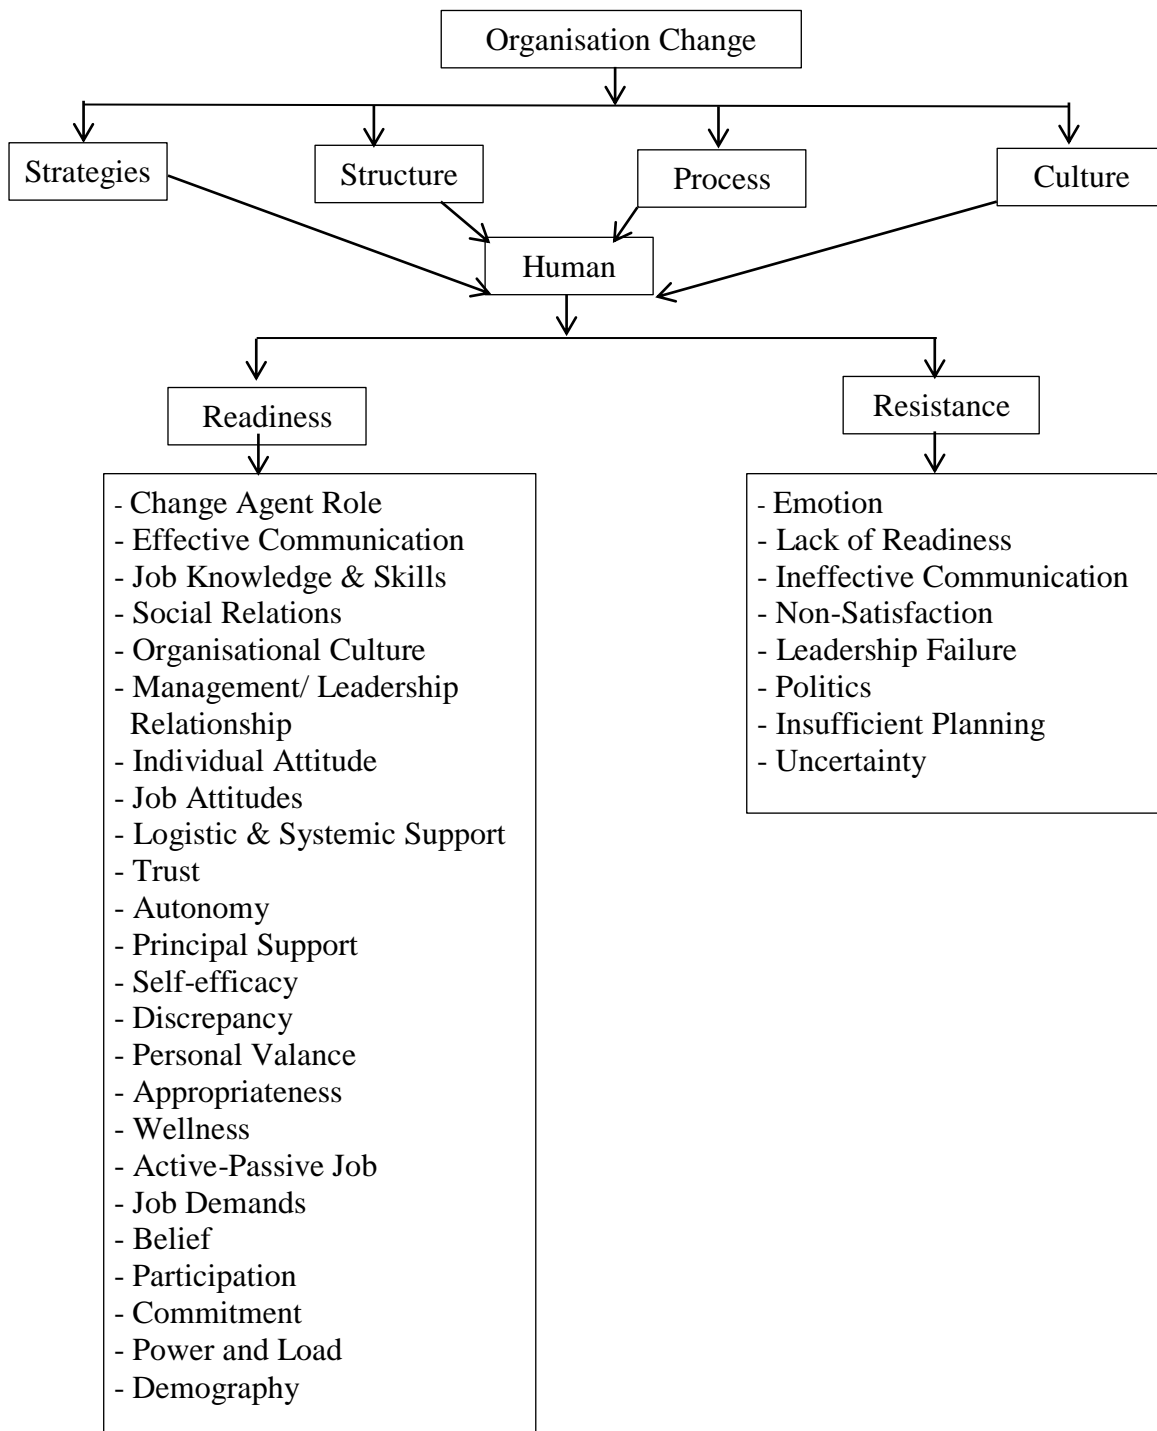 Organisation Change
Strategies
Structure
Process
Culture
Human
Readiness
Resistance
- Change Agent Role
- Effective Communication
- Job Knowledge & Skills
- Social Relations
- Organisational Culture
- Management/ Leadership
Relationship
- Individual Attitude
- Job Attitudes
- Logistic & Systemic Support
- Trust
- Autonomy
- Principal Support
- Self-efficacy
- Discrepancy
- Personal Valance
- Appropriateness
- Wellness
- Active-Passive Job
- Job Demands
- Belief
- Participation
- Commitment
- Power and Load
- Demography
- Emotion
- Lack of Readiness
- Ineffective Communication
- Non-Satisfaction
- Leadership Failure
- Politics
- Insufficient Planning
- Uncertainty